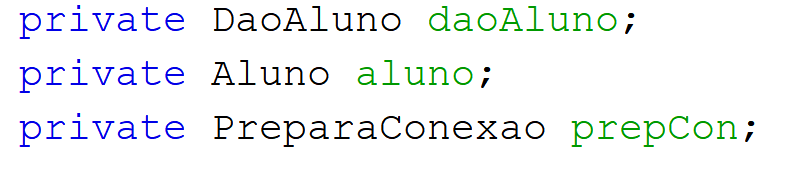 private DaoAluno daoAluno;
private Aluno aluno;
private PreparaConexao prepCon;